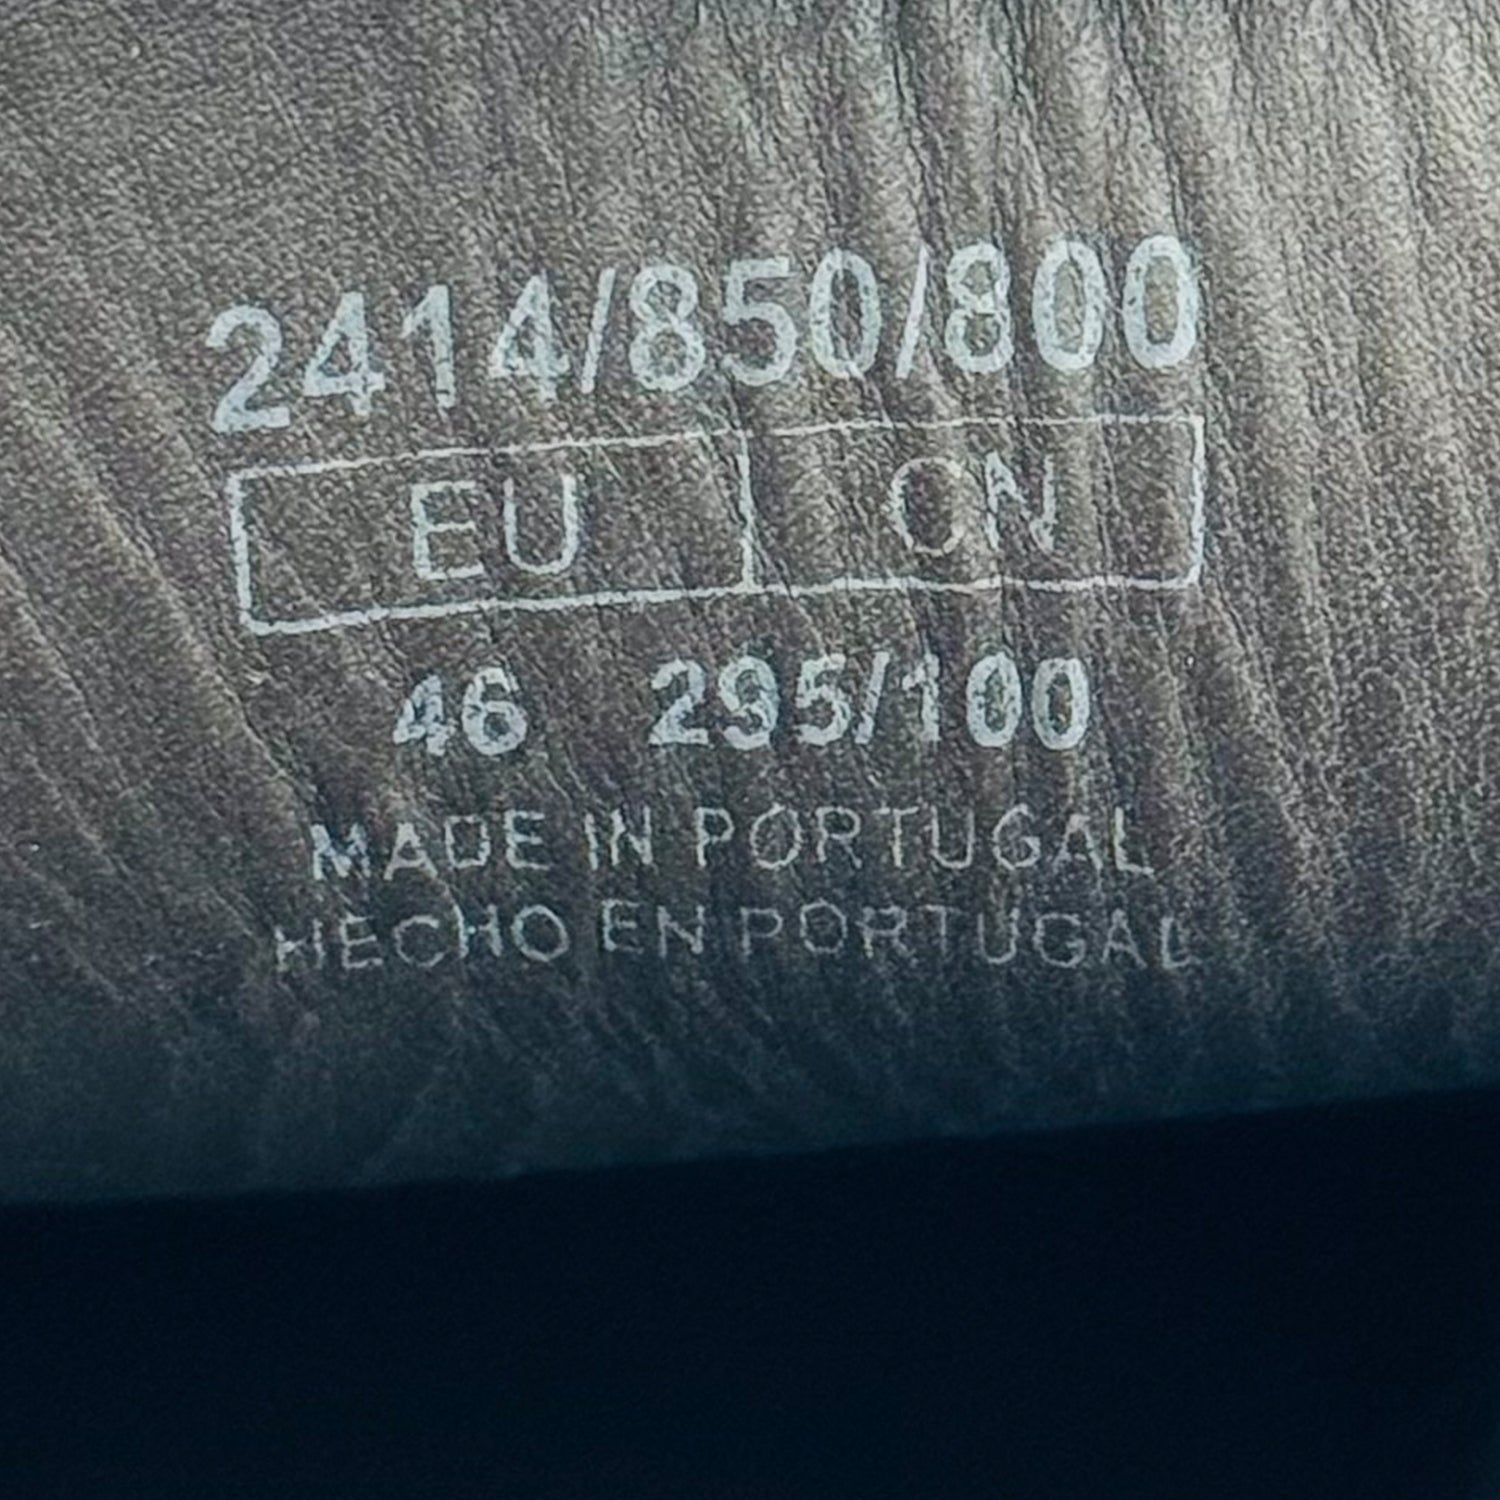 2414/850/800
EU CN
46 295/100
MADE IN PORTUGAL
HECHO EN PORTUGAL